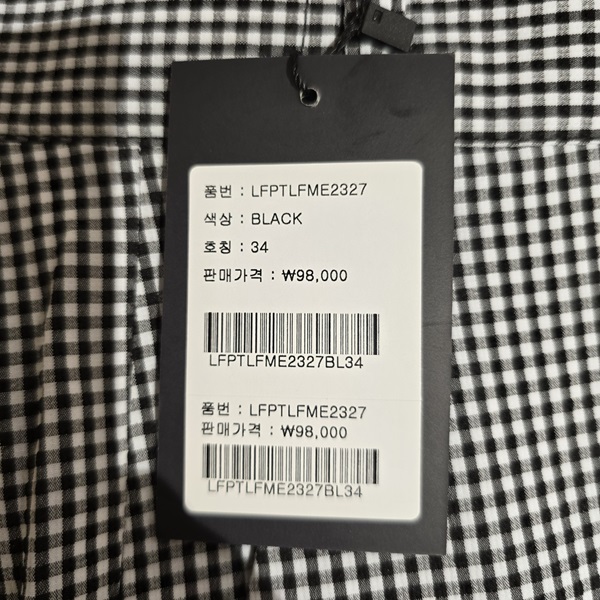 품번 : LFPTLFME2327
색상 : BLACK
호칭 : 34
판매가격 : ₩98,000
LFPTLFME2327BL34
품번 : LFPTLFME2327
판매가격 : ₩98,000
LFPTLFME2327BL34